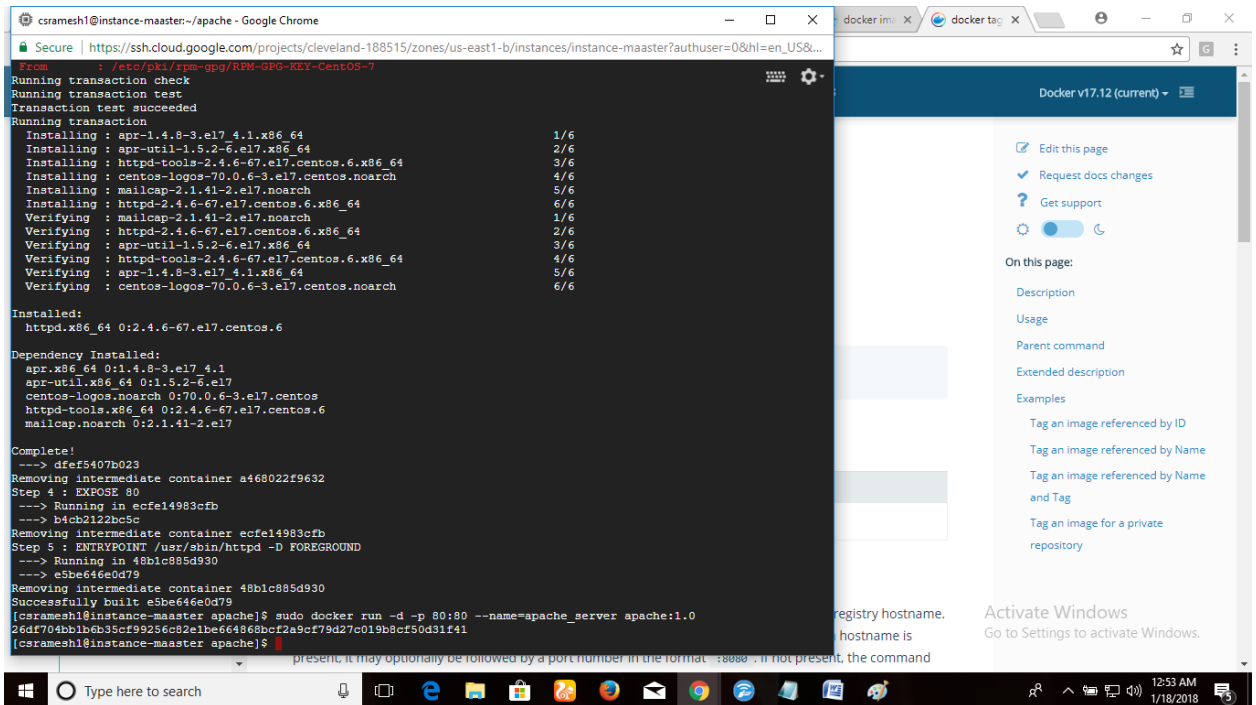 csramesh1@instance-maaster:~/apache - Google Chrome
docker ima
docker tag
Secure | https://ssh.cloud.google.com/projects/cleveland-188515/zones/us-east1-b/instances/instance-maaster?authuser=0&hl=en_US&...
From : /etc/pki/rpm-gpg/RPM-GPG-KEY-CentOS-7
Running transaction check
Running transaction test
Transaction test succeeded
Running transaction
Installing : apr-1.4.8-3.el7_4.1.x86_64 1/6
Installing : apr-util-1.5.2-6.el7.x86_64 2/6
Installing : httpd-tools-2.4.6-67.el7.centos.6.x86_64 3/6
Installing : centos-logos-70.0.6-3.el7.centos.noarch 4/6
Installing : mailcap-2.1.41-2.el7.noarch 5/6
Installing : httpd-2.4.6-67.el7.centos.6.x86_64 6/6
Verifying : mailcap-2.1.41-2.el7.noarch 1/6
Verifying : httpd-2.4.6-67.el7.centos.6.x86_64 2/6
Verifying : apr-util-1.5.2-6.el7.x86_64 3/6
Verifying : httpd-tools-2.4.6-67.el7.centos.6.x86_64 4/6
Verifying : apr-1.4.8-3.el7_4.1.x86_64 5/6
Verifying : centos-logos-70.0.6-3.el7.centos.noarch 6/6
Installed:
httpd.x86_64 0:2.4.6-67.el7.centos.6
Dependency Installed:
apr.x86_64 0:1.4.8-3.el7_4.1
apr-util.x86_64 0:1.5.2-6.el7
centos-logos.noarch 0:70.0.6-3.el7.centos
httpd-tools.x86_64 0:2.4.6-67.el7.centos.6
mailcap.noarch 0:2.1.41-2.el7
Complete!
---> dfef5407b023
Removing intermediate container a468022f9632
Step 4 : EXPOSE 80
---> Running in ecfe14983cfb
---> b4cb2122bc5c
Removing intermediate container ecfe14983cfb
Step 5 : ENTRYPOINT /usr/sbin/httpd -D FOREGROUND
---> Running in 48b1c885d930
---> e5be646e0d79
Removing intermediate container 48b1c885d930
Successfully built e5be646e0d79
[csramesh1@instance-maaster apache]$ sudo docker run -d -p 80:80 --name=apache_server apache:1.0
26df704bb1b6b35cf99256c82e1be664868bcf2a9cf79d27c019b8cf50d31f41
[csramesh1@instance-maaster apache]$
Docker v17.12 (current)
Edit this page
Request docs changes
Get support
On this page:
Description
Usage
Parent command
Extended description
Examples
Tag an image referenced by ID
Tag an image referenced by Name
Tag an image referenced by Name
and Tag
Tag an image for a private
repository
registry hostname.
hostname is
present, it may optionally be followed by a port number in the format :8080 . If not present, the command
Activate Windows
Go to Settings to activate Windows.
Type here to search
12:53 AM
1/18/2018
5